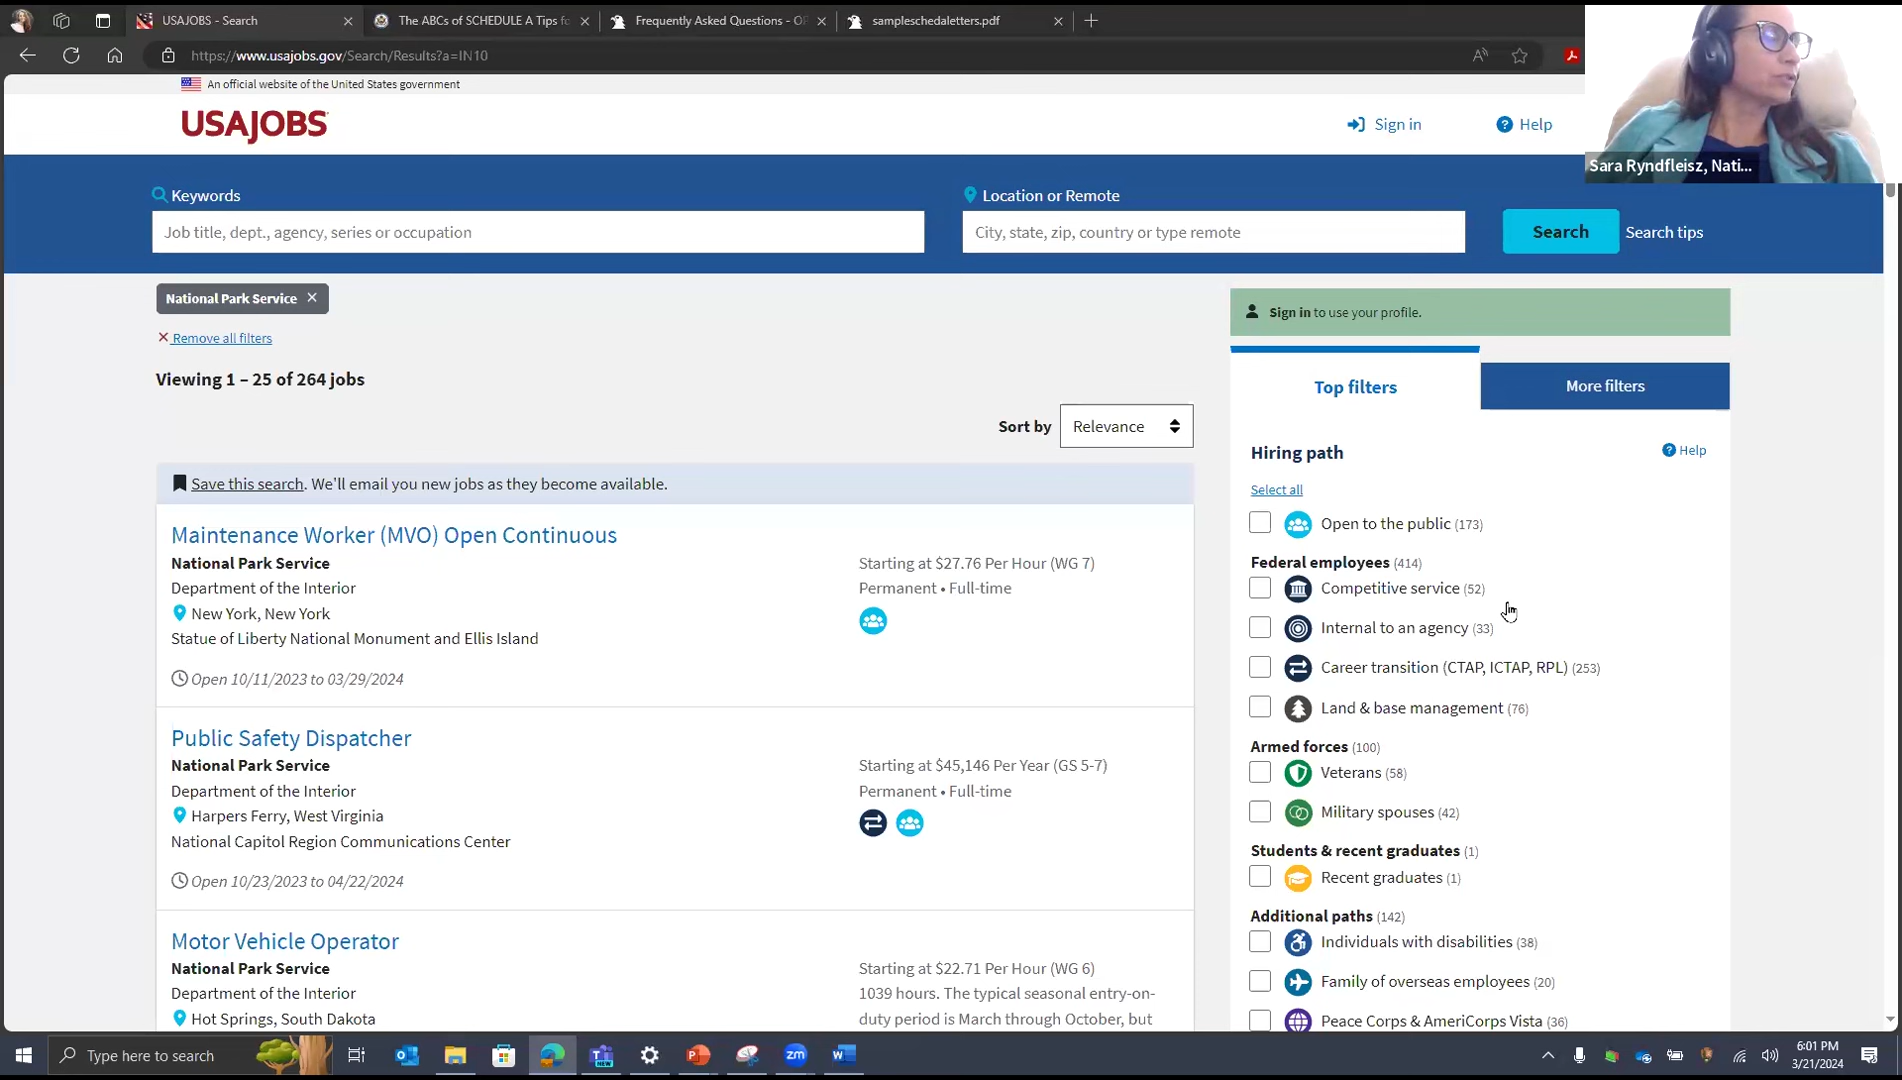 USAJOBS - Search
The ABCs of SCHEDULE A Tips fo
Frequently Asked Questions - OP
sampleschedaletters.pdf
https://www.usajobs.gov/Search/Results?a=IN10
An official website of the United States government
USAJOBS
Sign in
Help
Sara Ryndfleisz, Nati...
Keywords
Location or Remote
Job title, dept., agency, series or occupation
City, state, zip, country or type remote
Search
Search tips
National Park Service
Remove all filters
Viewing 1 – 25 of 264 jobs
Sort by
Relevance
Save this search. We'll email you new jobs as they become available.
Maintenance Worker (MVO) Open Continuous
National Park Service
Department of the Interior
New York, New York
Statue of Liberty National Monument and Ellis Island
Open 10/11/2023 to 03/29/2024
Starting at $27.76 Per Hour (WG 7)
Permanent • Full-time
Public Safety Dispatcher
National Park Service
Department of the Interior
Harpers Ferry, West Virginia
National Capitol Region Communications Center
Open 10/23/2023 to 04/22/2024
Starting at $45,146 Per Year (GS 5-7)
Permanent • Full-time
Motor Vehicle Operator
National Park Service
Department of the Interior
Hot Springs, South Dakota
Starting at $22.71 Per Hour (WG 6)
1039 hours. The typical seasonal entry-on-
duty period is March through October, but
Sign in to use your profile.
Top filters
More filters
Hiring path
Help
Select all
Open to the public (173)
Federal employees (414)
Competitive service (52)
Internal to an agency (33)
Career transition (CTAP, ICTAP, RPL) (253)
Land & base management (76)
Armed forces (100)
Veterans (58)
Military spouses (42)
Students & recent graduates (1)
Recent graduates (1)
Additional paths (142)
Individuals with disabilities (38)
Family of overseas employees (20)
Peace Corps & AmeriCorps Vista (36)
Type here to search
6:01 PM
3/21/2024